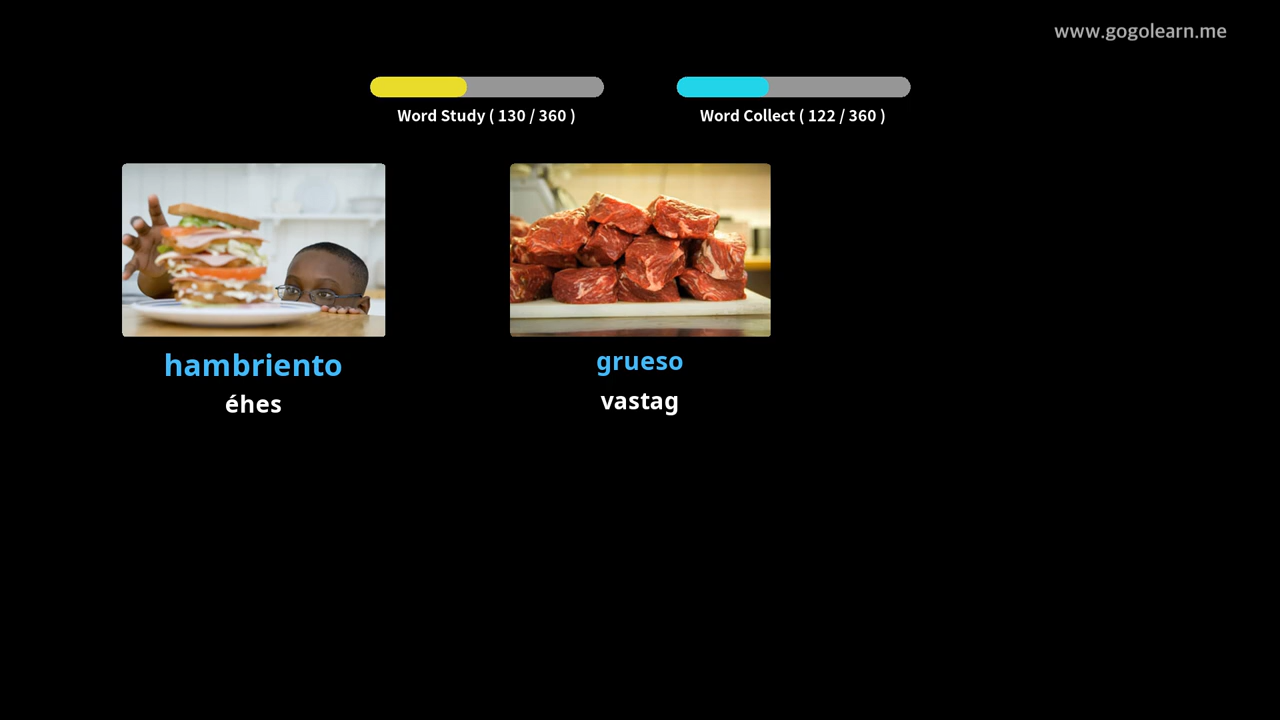 www.gogolearn.me
Word Study ( 130 / 360 )
Word Collect ( 122 / 360 )
hambriento
éhes
grueso
vastag